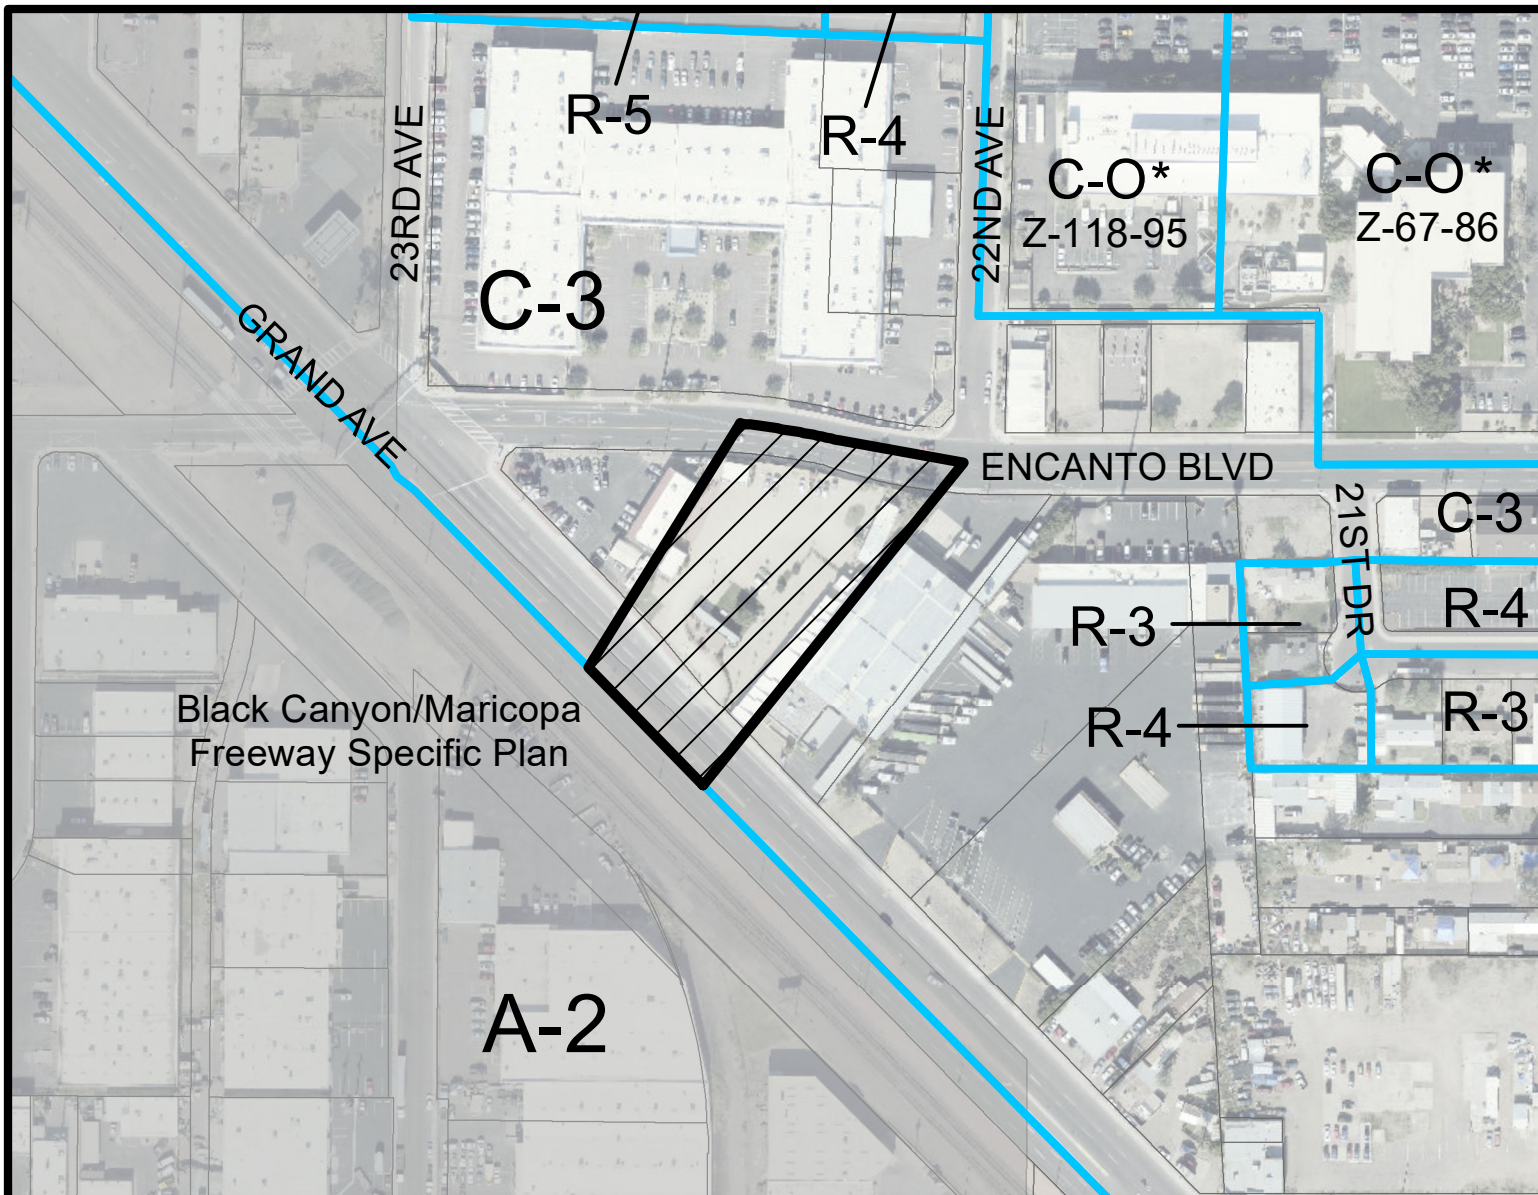 R-5
R-4
23RD AVE
22ND AVE
C-O*
Z-118-95
C-O *
Z-67-86
C-3
GRAND AVE
ENCANTO BLVD
21ST DR
C-3
R-3
R-4
Black Canyon/Maricopa
Freeway Specific Plan
R-4
R-3
A-2